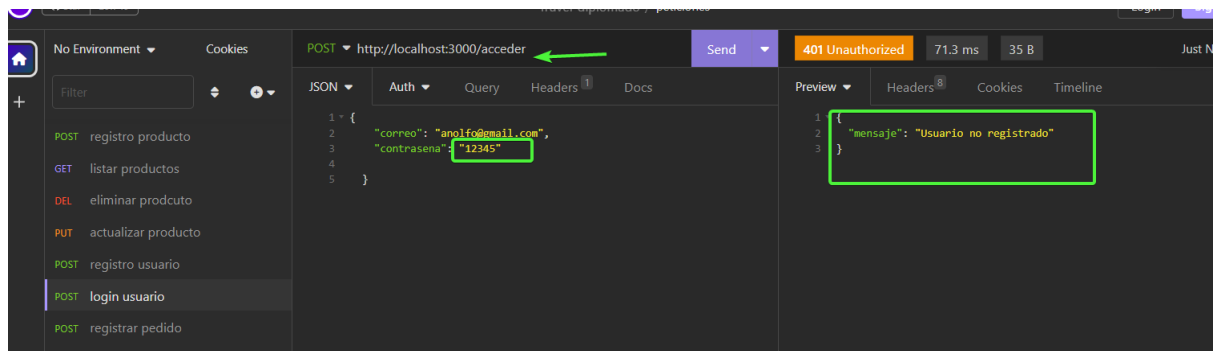 No Environment
Cookies
POST http://localhost:3000/acceder
Send
401 Unauthorized
71.3 ms
35 B
Just N
Filter
JSON
Auth
Query
Headers 1
Docs
Preview
Headers 8
Cookies
Timeline
POST registro producto
GET listar productos
DEL eliminar prodcuto
PUT actualizar producto
POST registro usuario
POST login usuario
POST registrar pedido
1 {
2 "correo": "anolfo@gmail.com",
3 "contrasena": "12345"
4
5 }
1 {
2 "mensaje": "Usuario no registrado"
3 }